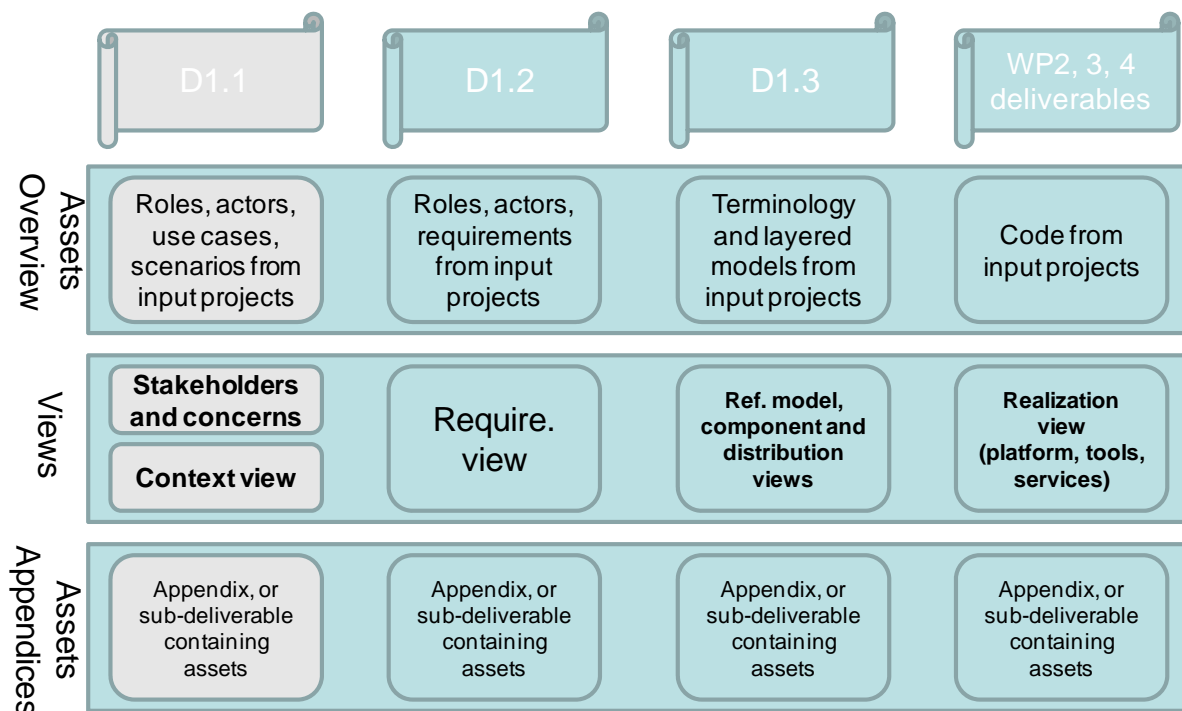 D1.1
D1.2
D1.3
WP2, 3, 4
deliverables
Assets
Overview
Roles, actors,
use cases,
scenarios from
input projects
Roles, actors,
requirements
from input
projects
Terminology
and layered
models from
input projects
Code from
input projects
Views
Stakeholders
and concerns
Context view
Require.
view
Ref. model,
component and
distribution
views
Realization
view
(platform, tools,
services)
Assets
Appendices
Appendix, or
sub-deliverable
containing
assets
Appendix, or
sub-deliverable
containing
assets
Appendix, or
sub-deliverable
containing
assets
Appendix, or
sub-deliverable
containing
assets